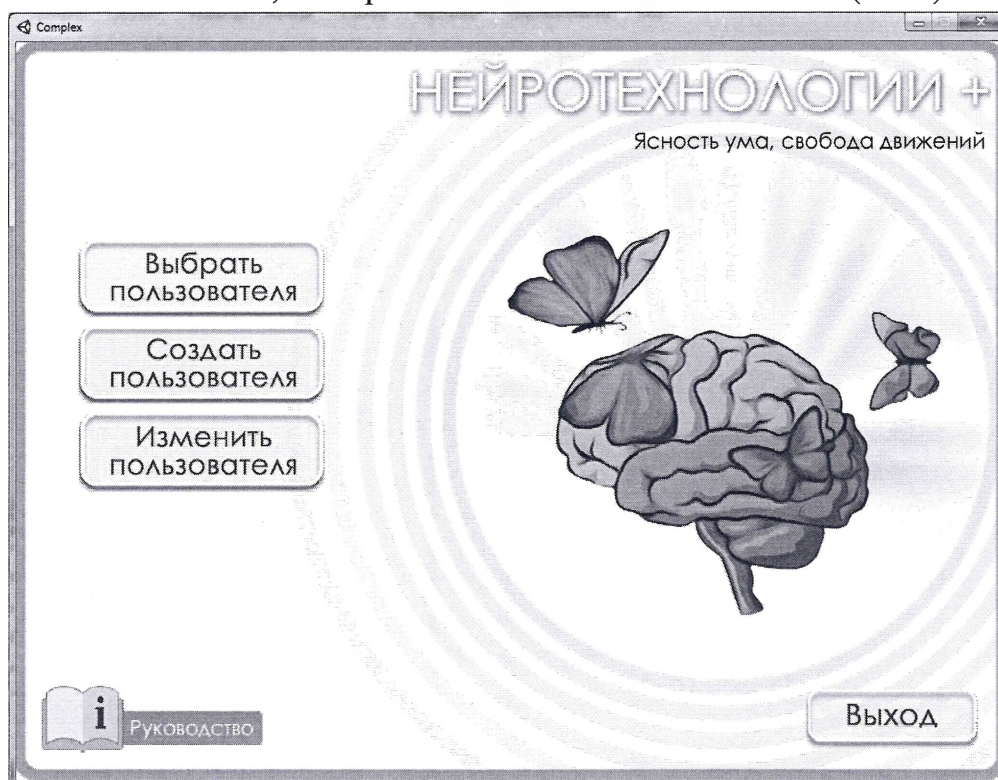 Complex
НЕЙРОТЕХНОЛОГИИ +
Ясность ума, свобода движений
Выбрать
пользователя
Создать
пользователя
Изменить
пользователя
i
Руководство
Выход